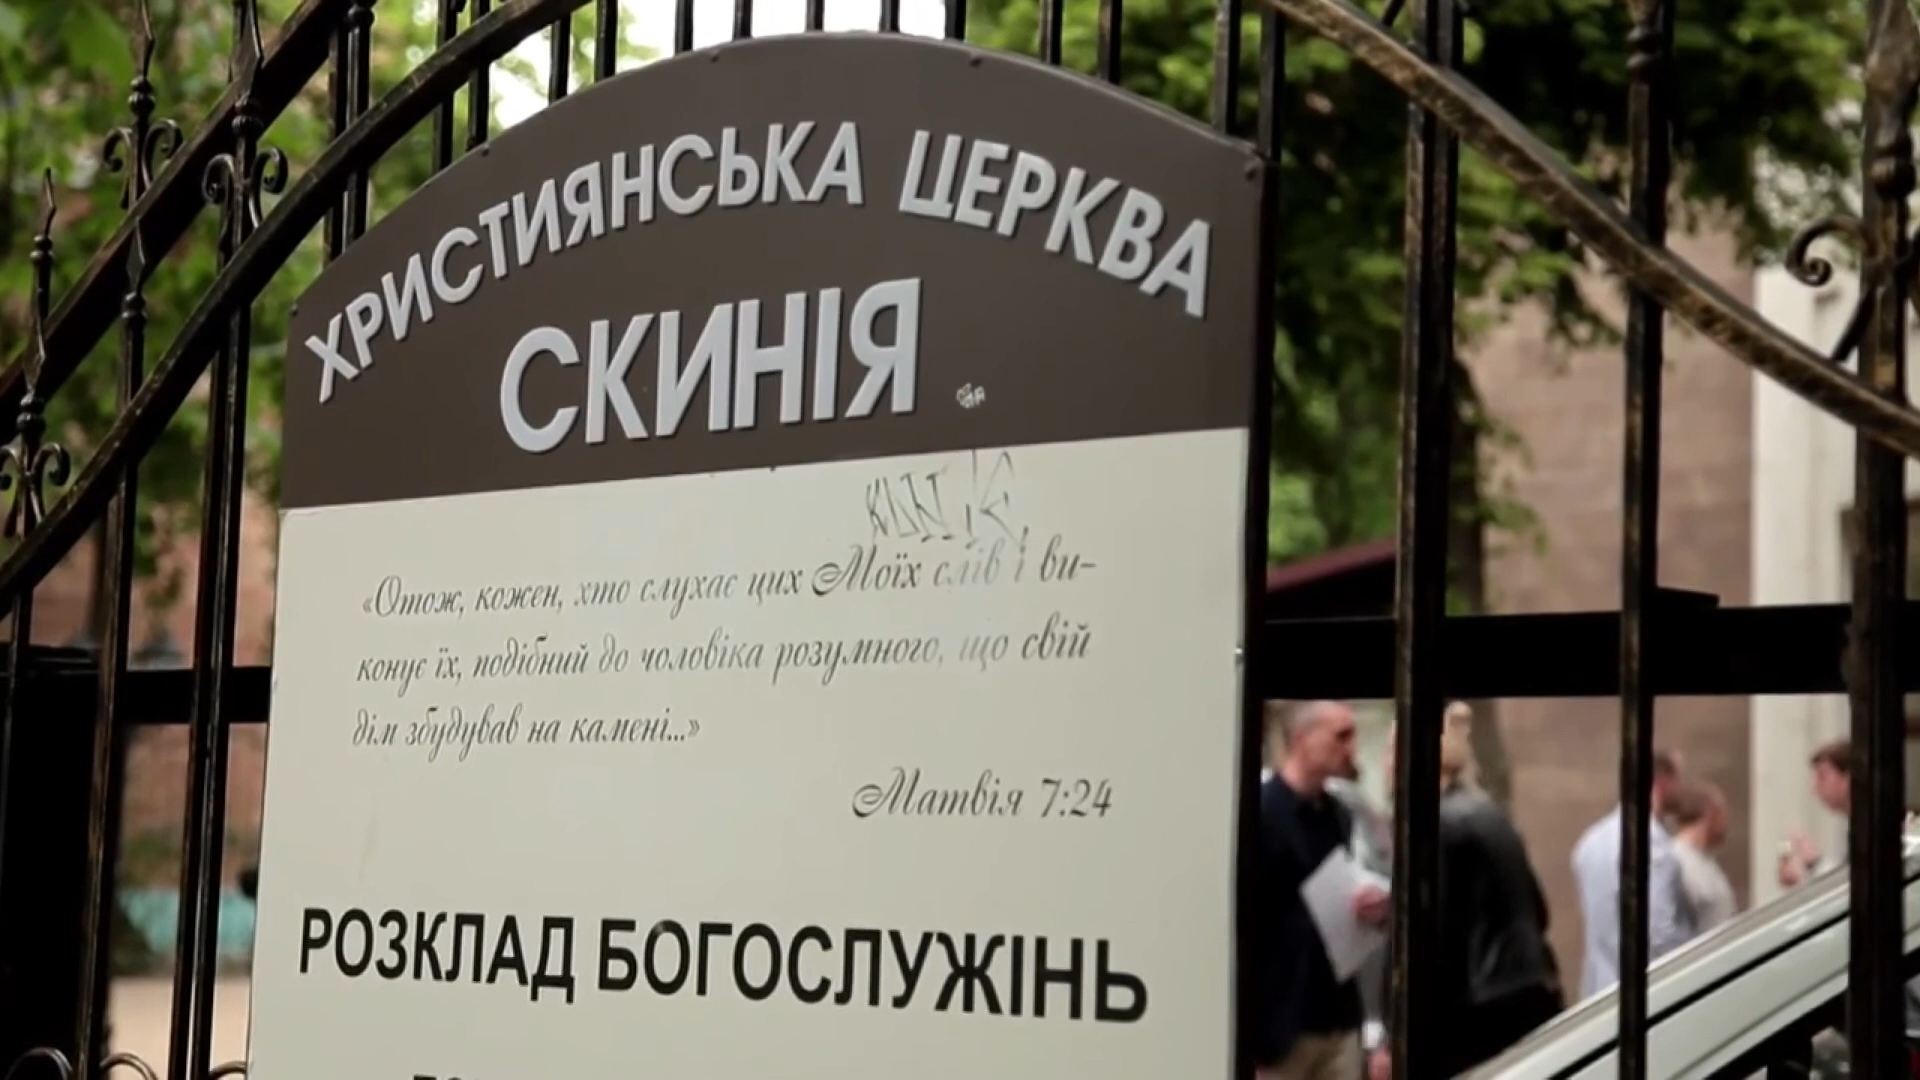 ХРИСТИЯНСЬКА ЦЕРКВА
СКИНІЯ
«Отож, кожен, хто слухає цих Моїх слів і ви-
конує їх, подібний до чоловіка розумного, що свій
дім збудував на камені...»
Матвія 7:24
РОЗКЛАД БОГОСЛУЖІНЬ